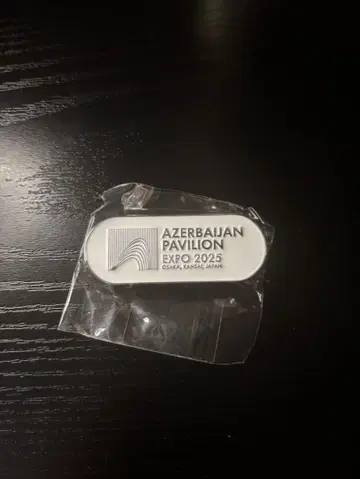 AZERBAIJAN
PAVILION
EXPO 2025
OSAKA, KANSAI, JAPAN